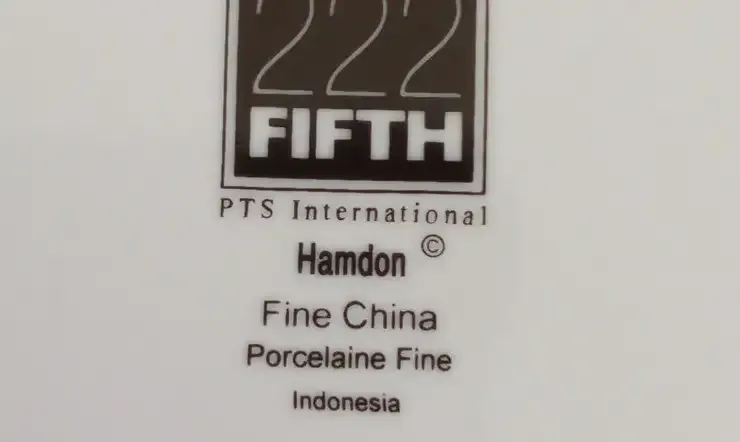 222
FIFTH
PTS International
Hamdon ©
Fine China
Porcelaine Fine
Indonesia